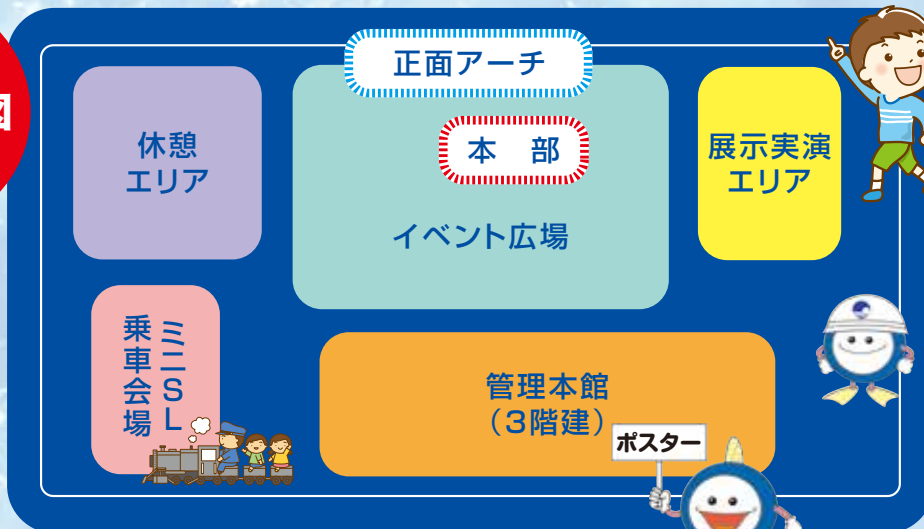 図
正面アーチ
休憩
エリア
本　部
イベント広場
展示実演
エリア
ミニSL
乗車会場
管理本館
（3階建）
ポスター